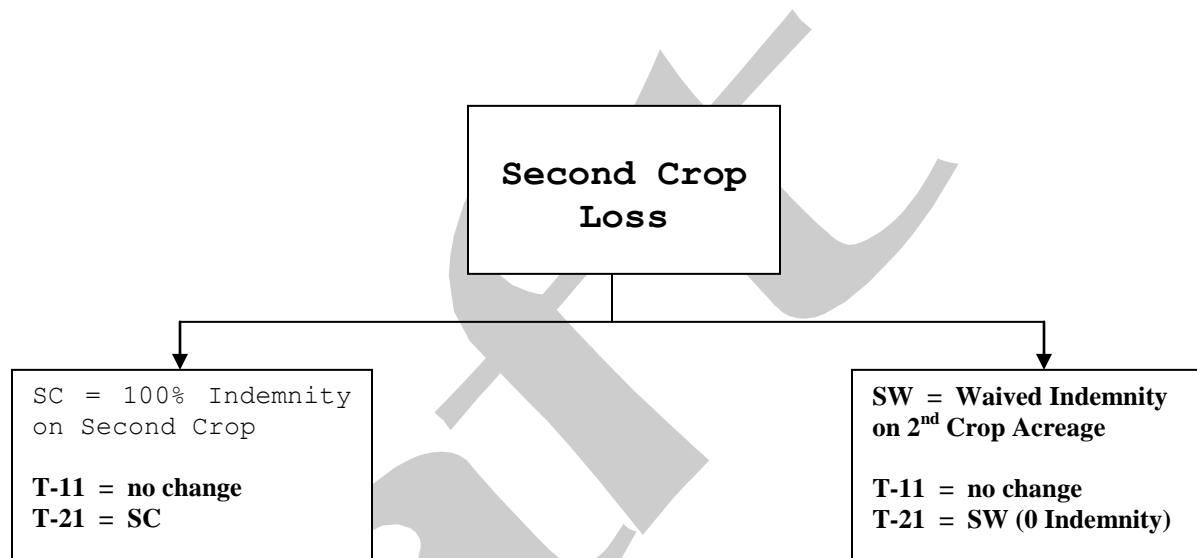 Second Crop
Loss
SC = 100% Indemnity
on Second Crop
T-11 = no change
T-21 = SC
SW = Waived Indemnity
on 2nd Crop Acreage
T-11 = no change
T-21 = SW (0 Indemnity)